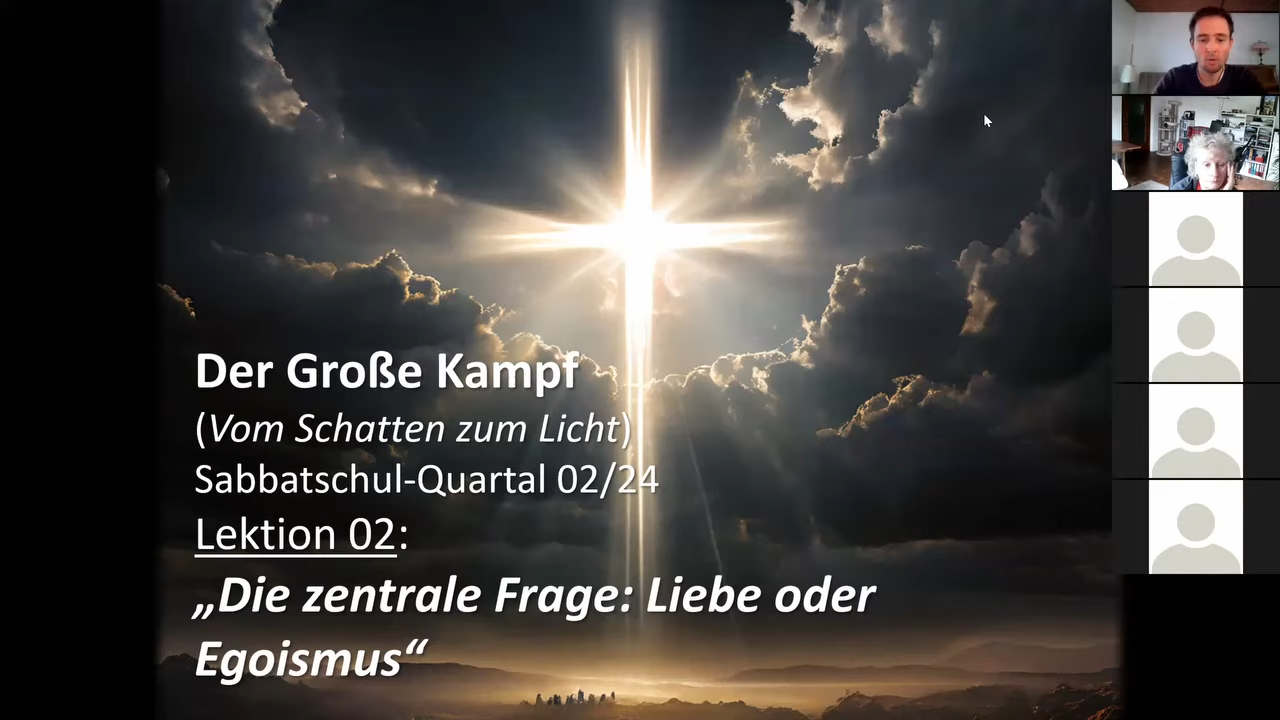 Der Große Kampf
(Vom Schatten zum Licht)
Sabbatschul-Quartal 02/24
Lektion 02:
„Die zentrale Frage: Liebe oder
Egoismus“